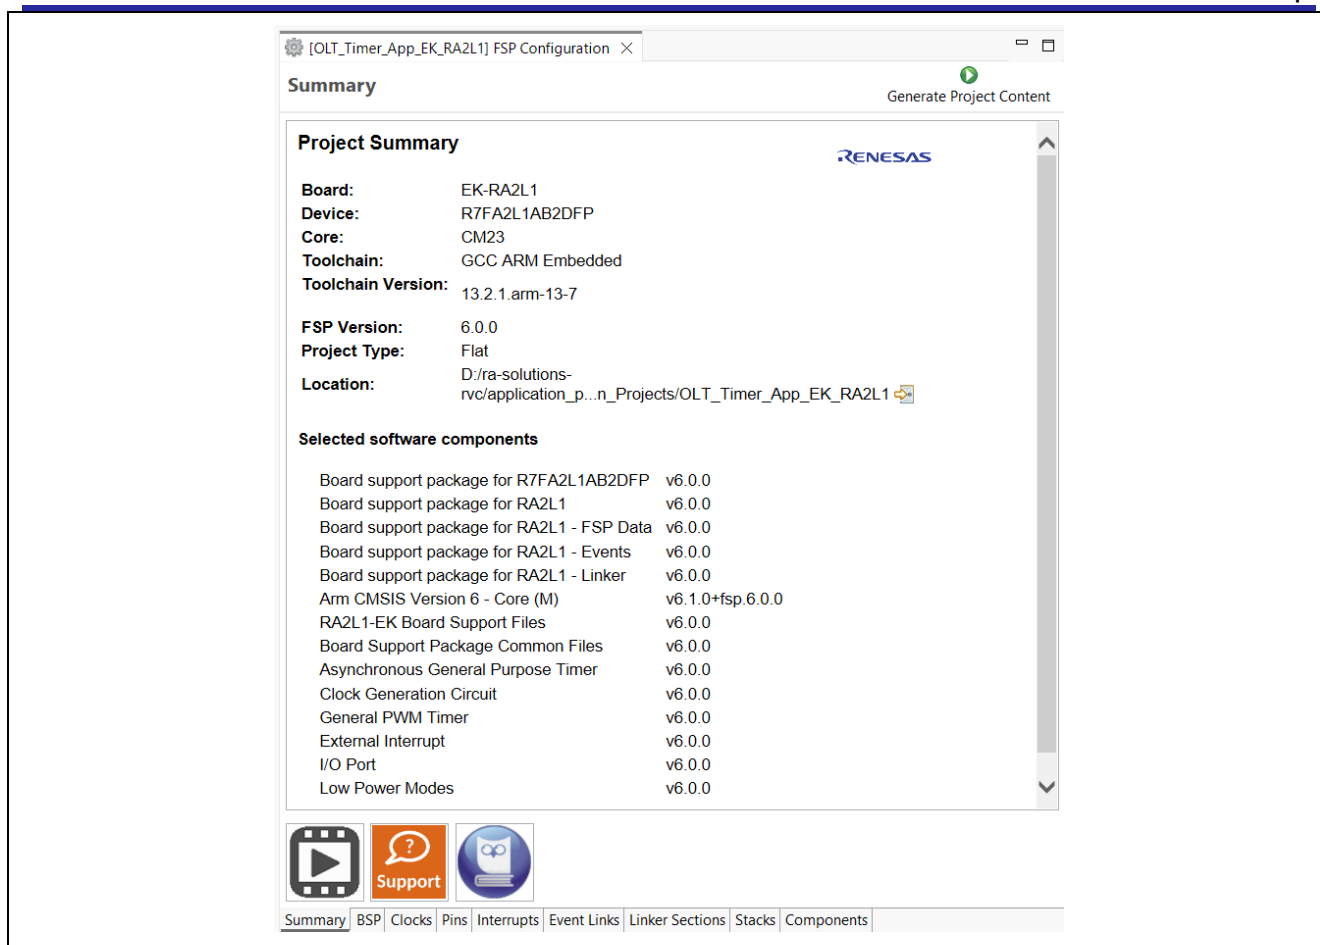 [OLT_Timer_App_EK_RA2L1] FSP Configuration
Summary
Generate Project Content
Project Summary
RENESAS
Board: EK-RA2L1
Device: R7FA2L1AB2DFP
Core: CM23
Toolchain: GCC ARM Embedded
Toolchain Version: 13.2.1.arm-13-7
FSP Version: 6.0.0
Project Type: Flat
Location: D:/ra-solutions-
rvc/application_p...n_Projects/OLT_Timer_App_EK_RA2L1
Selected software components
Board support package for R7FA2L1AB2DFP v6.0.0
Board support package for RA2L1 v6.0.0
Board support package for RA2L1 - FSP Data v6.0.0
Board support package for RA2L1 - Events v6.0.0
Board support package for RA2L1 - Linker v6.0.0
Arm CMSIS Version 6 - Core (M) v6.1.0+fsp.6.0.0
RA2L1-EK Board Support Files v6.0.0
Board Support Package Common Files v6.0.0
Asynchronous General Purpose Timer v6.0.0
Clock Generation Circuit v6.0.0
General PWM Timer v6.0.0
External Interrupt v6.0.0
I/O Port v6.0.0
Low Power Modes v6.0.0
? Support
Summary BSP Clocks Pins Interrupts Event Links Linker Sections Stacks Components